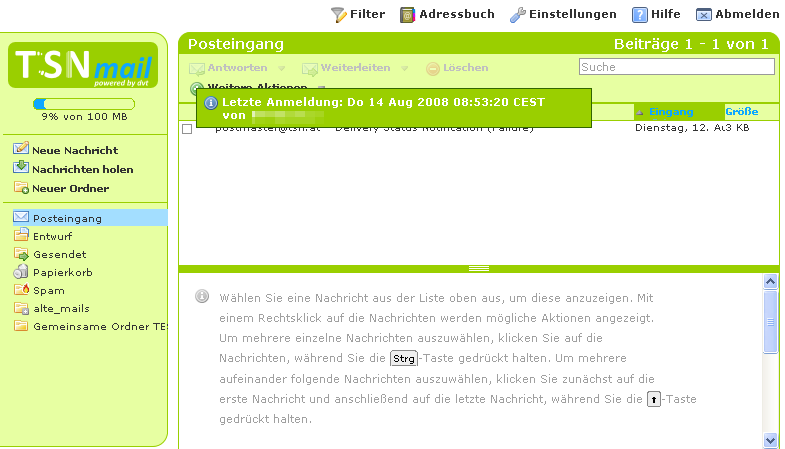 Filter Adressbuch Einstellungen Hilfe Abmelden
TSNmail
powered by dvt
9% von 100 MB
Neue Nachricht
Nachrichten holen
Neuer Ordner
Posteingang
Entwurf
Gesendet
Papierkorb
Spam
alte_mails
Gemeinsame Ordner TES
Posteingang Beiträge 1 - 1 von 1
Antworten Weiterleiten Löschen Suche
Weitere Aktionen
Letzte Anmeldung: Do 14 Aug 2008 08:53:20 CEST
von
Eingang Größe
postmaster@tsn.at Delivery Status Notification (Failure) Dienstag, 12. Au 3 KB
Wählen Sie eine Nachricht aus der Liste oben aus, um diese anzuzeigen. Mit
einem Rechtsklick auf die Nachrichten werden mögliche Aktionen angezeigt.
Um mehrere einzelne Nachrichten auszuwählen, klicken Sie auf die
Nachrichten, während Sie die Strg-Taste gedrückt halten. Um mehrere
aufeinander folgende Nachrichten auszuwählen, klicken Sie zunächst auf die
erste Nachricht und anschließend auf die letzte Nachricht, während Sie die ⬆-Taste
gedrückt halten.